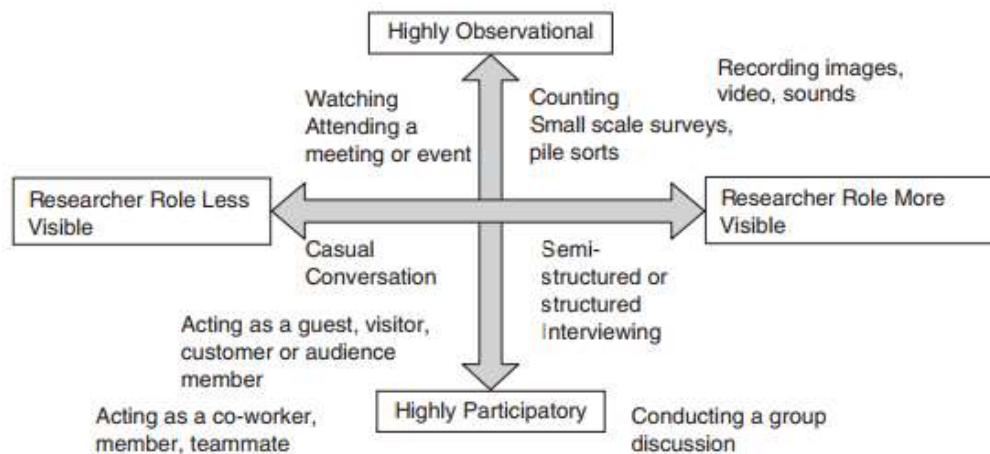 Highly Observational
Recording images,
video, sounds
Watching
Attending a
meeting or event
Counting
Small scale surveys,
pile sorts
Researcher Role Less
Visible
Researcher Role More
Visible
Casual
Conversation
Semi-
structured or
structured
Interviewing
Acting as a guest, visitor,
customer or audience
member
Highly Participatory
Acting as a co-worker,
member, teammate
Conducting a group
discussion